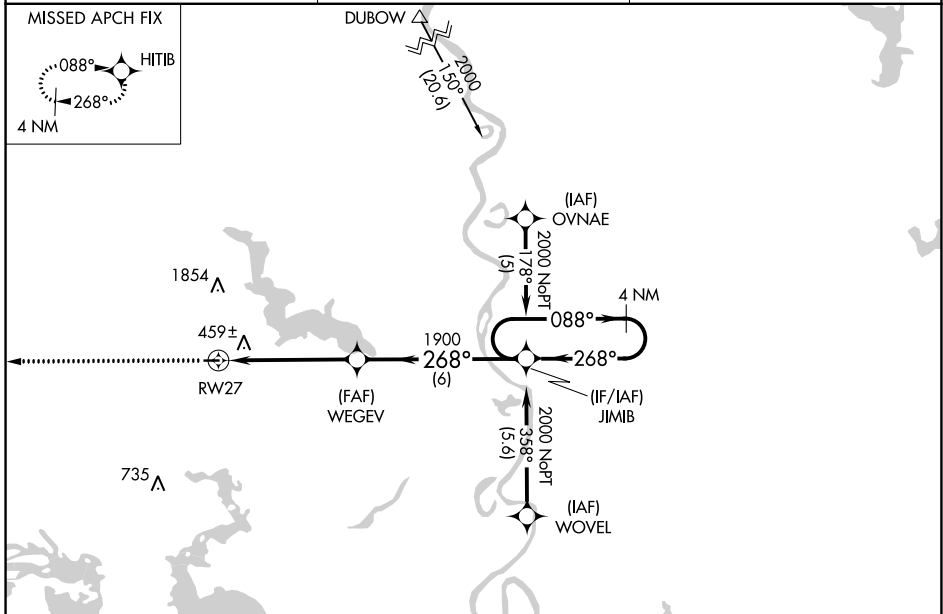 MISSED APCH FIX
HITIB
088°
268°
4 NM
DUBOW
2000
150°
(20.6)
(IAF)
OVNAE
2000 NoPT
178°
(5)
4 NM
088°
268°
1854
459±
1900
268°
(6)
RW27
(FAF)
WEGEV
(IF/IAF)
JIMIB
2000 NoPT
358°
(5.6)
735
(IAF)
WOVEL